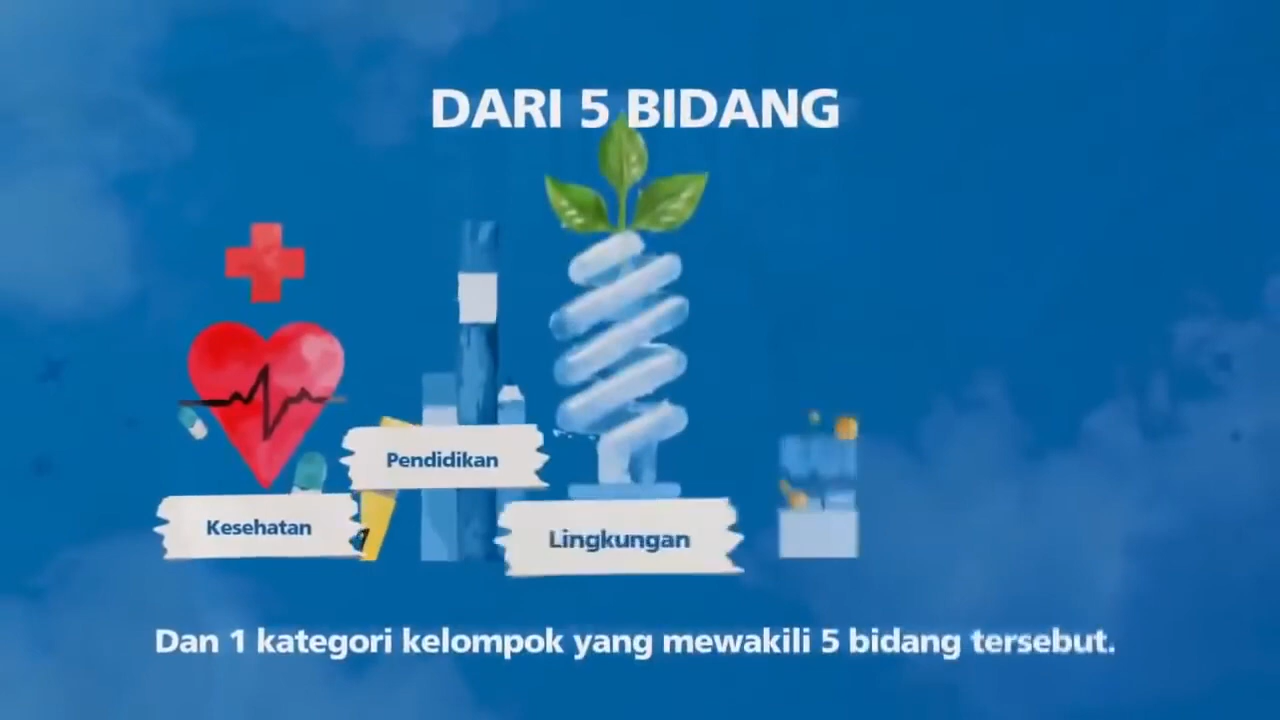 DARI 5 BIDANG
Pendidikan
Kesehatan
Lingkungan
Dan 1 kategori kelompok yang mewakili 5 bidang tersebut.